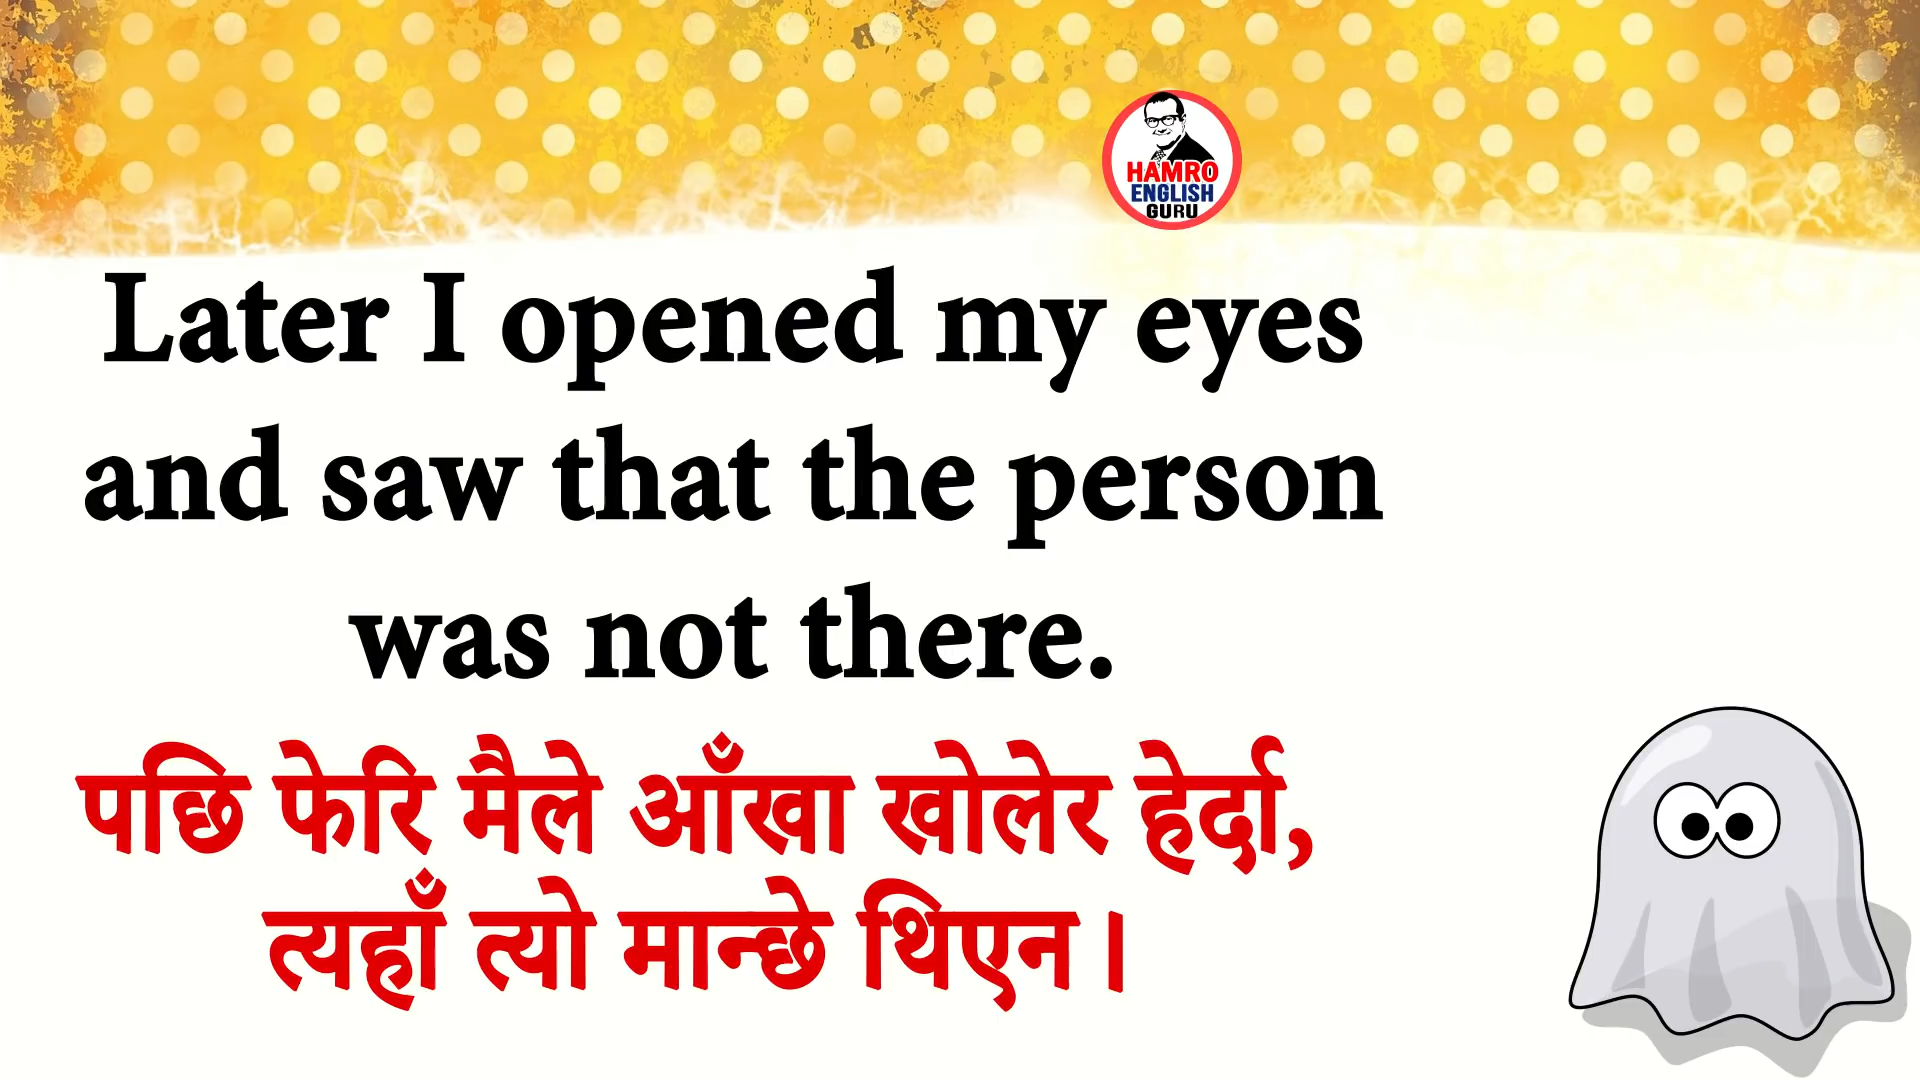 HAMRO
ENGLISH
GURU
Later I opened my eyes
and saw that the person
was not there.
पछि फेरि मैले आँखा खोलेर हेर्दा,
त्यहाँ त्यो मान्छे थिएन।